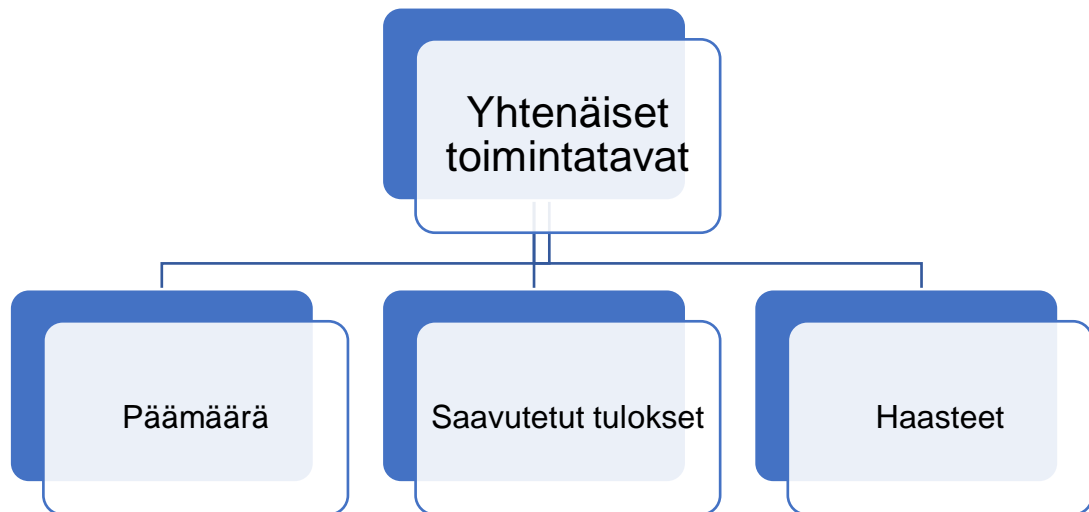 Yhtenäiset
toimintatavat
Päämäärä
Saavutetut tulokset
Haasteet